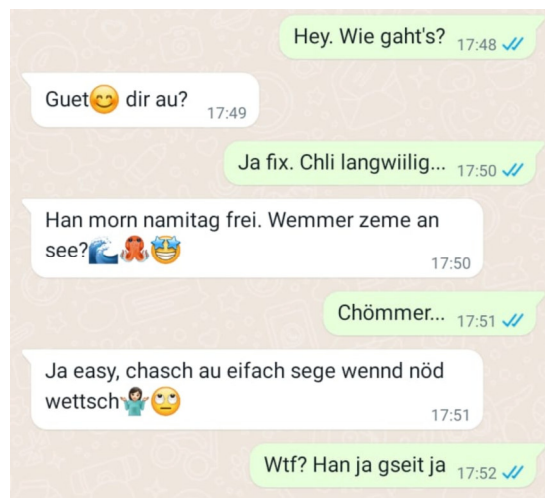 Hey. Wie gaht's? 17:48
Guet😊 dir au? 17:49
Ja fix. Chli langwiilig... 17:50
Han morn namitag frei. Wemmer zeme an
see?🌊🩱🤩
17:50
Chömmer... 17:51
Ja easy, chasch au eifach sege wennd nöd
wettsch🤷🏻‍♀️🙄
17:51
Wtf? Han ja gseit ja 17:52